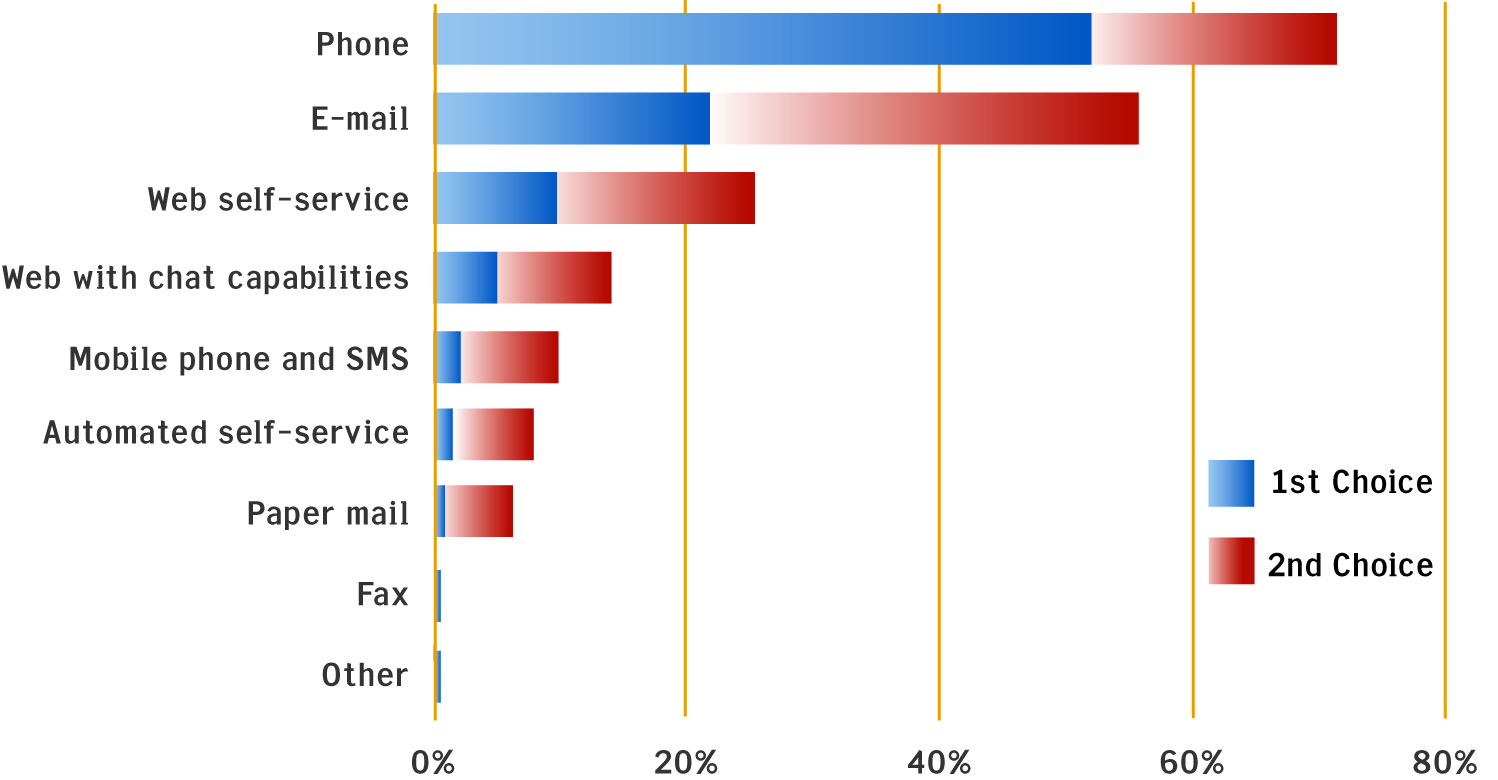 Phone
E-mail
Web self-service
Web with chat capabilities
Mobile phone and SMS
Automated self-service
Paper mail
Fax
Other
1st Choice
2nd Choice
0% 20% 40% 60% 80%